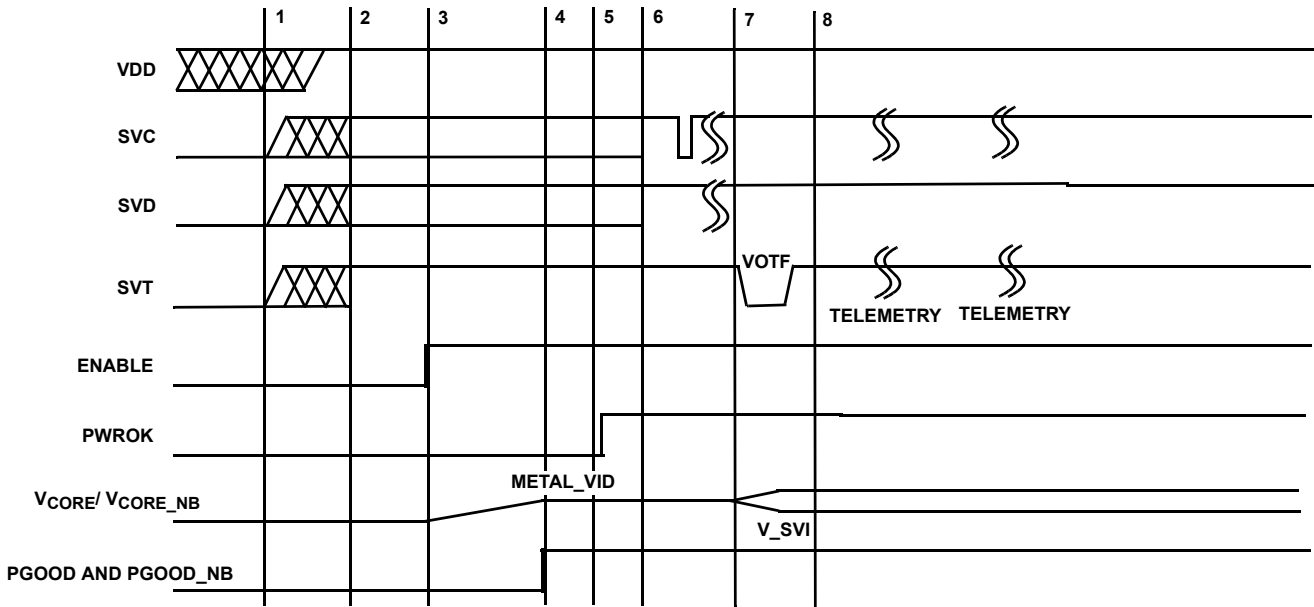 1 2 3 4 5 6 7 8
VDD
SVC
SVD
VOTF
SVT
TELEMETRY TELEMETRY
ENABLE
PWROK
METAL_VID
VCORE/ VCORE_NB
V_SVI
PGOOD AND PGOOD_NB